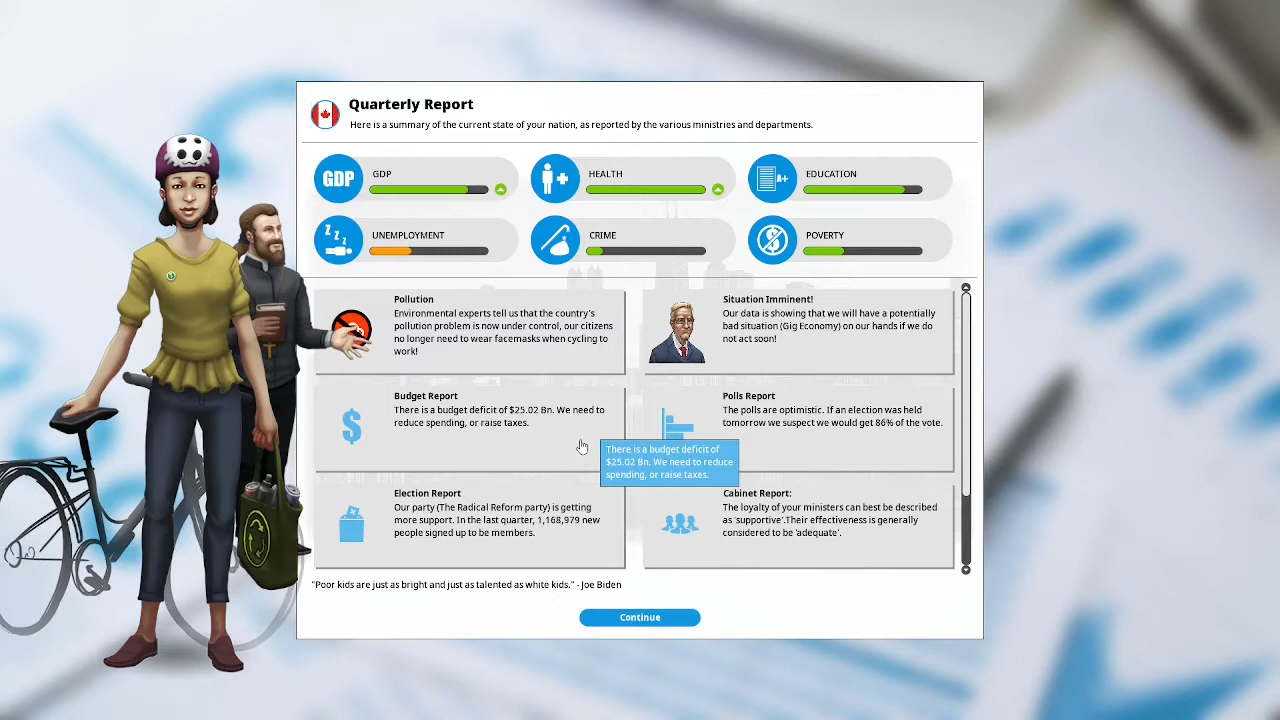 Quarterly Report
Here is a summary of the current state of your nation, as reported by the various ministries and departments.
GDP
GDP
HEALTH
A+
EDUCATION
Z Z Z
UNEMPLOYMENT
CRIME
$
POVERTY
Pollution
Environmental experts tell us that the country's
pollution problem is now under control, our citizens
no longer need to wear facemasks when cycling to
work!
Situation Imminent!
Our data is showing that we will have a potentially
bad situation (Gig Economy) on our hands if we do
not act soon!
$
Budget Report
There is a budget deficit of $25.02 Bn. We need to
reduce spending, or raise taxes.
Polls Report
The polls are optimistic. If an election was held
tomorrow we suspect we would get 86% of the vote.
There is a budget deficit of
$25.02 Bn. We need to reduce
spending, or raise taxes.
Election Report
Our party (The Radical Reform party) is getting
more support. In the last quarter, 1,168,979 new
people signed up to be members.
Cabinet Report:
The loyalty of your ministers can best be described
as 'supportive'.Their effectiveness is generally
considered to be 'adequate'.
"Poor kids are just as bright and just as talented as white kids." - Joe Biden
Continue